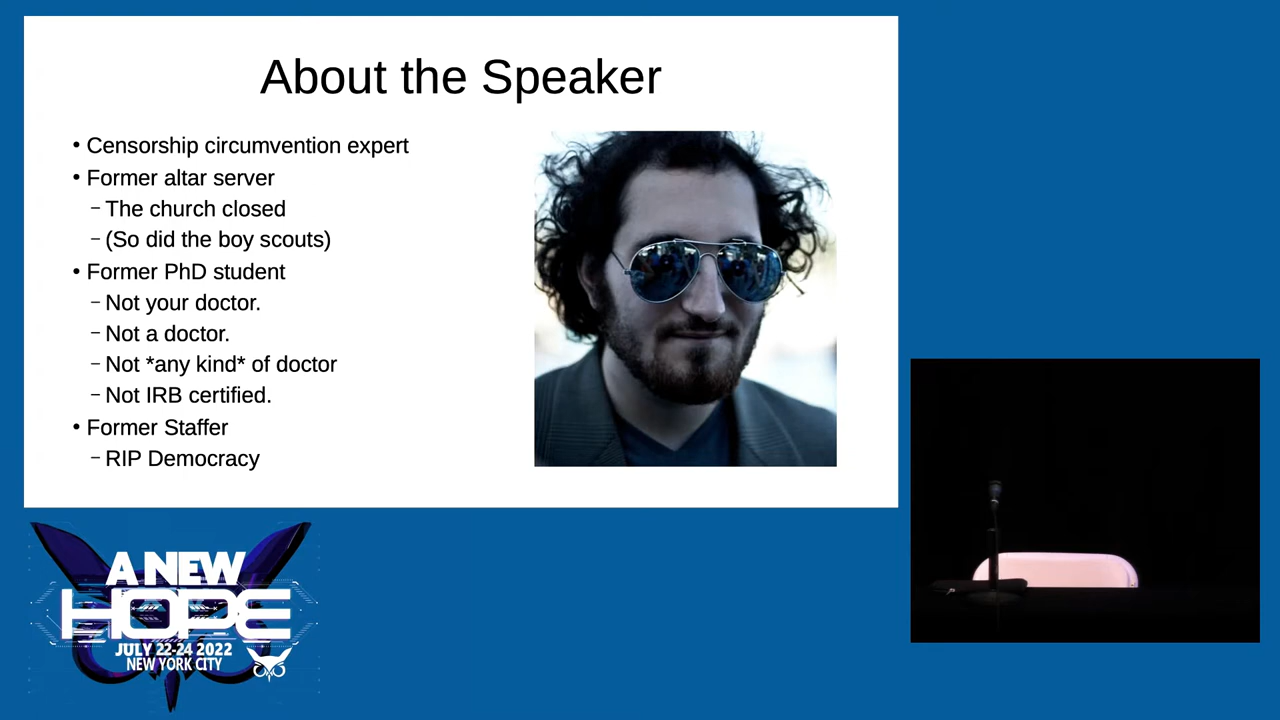 About the Speaker
• Censorship circumvention expert
• Former altar server
– The church closed
– (So did the boy scouts)
• Former PhD student
– Not your doctor.
– Not a doctor.
– Not *any kind* of doctor
– Not IRB certified.
• Former Staffer
– RIP Democracy
A NEW
HOPE
JULY 22-24 2022
NEW YORK CITY